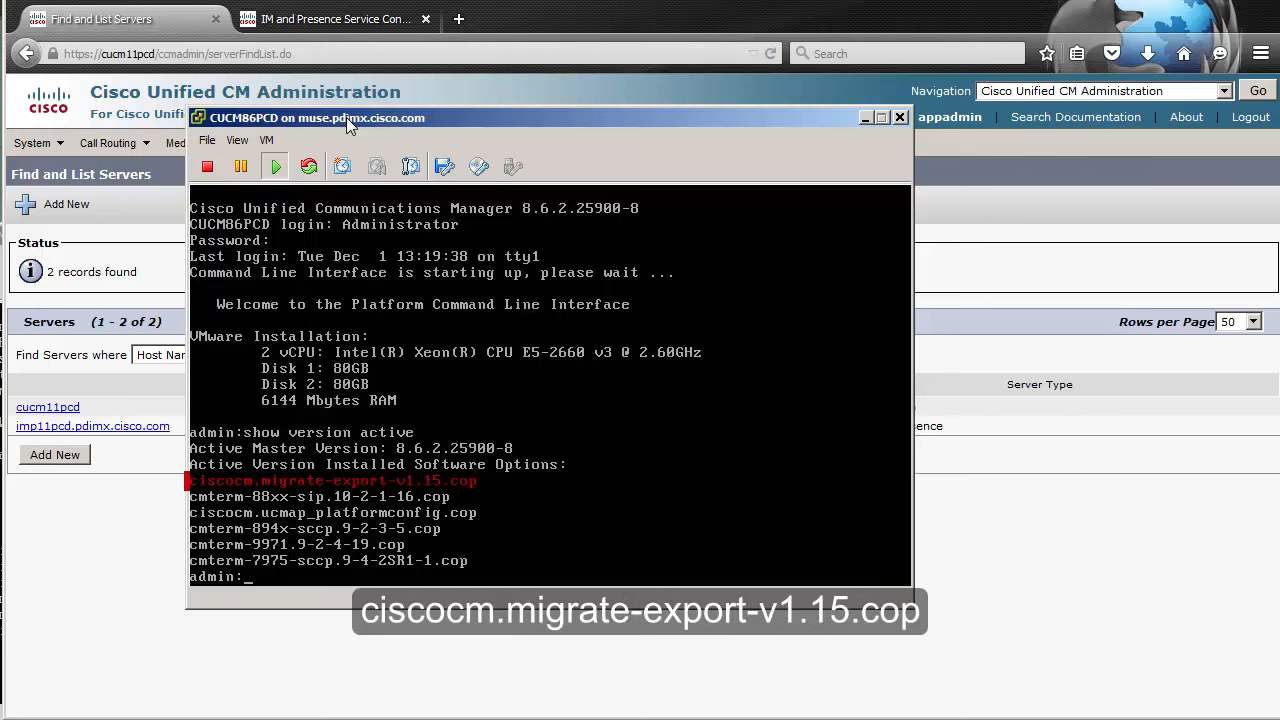 Find and List Servers
IM and Presence Service Con...
https://cucm11pcd/ccmadmin/serverFindList.do
Search
CISCO
Cisco Unified CM Administration
For Cisco Un
Navigation Cisco Unified CM Administration Go
appadmin Search Documentation About Logout
System Call Routing Med
CUCM86PCD on muse.pdimx.cisco.com
File View VM
Find and List Servers
Add New
Status
2 records found
Servers (1 - 2 of 2)
Rows per Page 50
Find Servers where Host Nar
Server Type
cucm11pcd
imp11pcd.pdimx.cisco.com
sence
Add New
Cisco Unified Communications Manager 8.6.2.25900-8
CUCM86PCD login: Administrator
Password:
Last login: Tue Dec 1 13:19:38 on tty1
Command Line Interface is starting up, please wait ...
Welcome to the Platform Command Line Interface
VMware Installation:
2 vCPU: Intel(R) Xeon(R) CPU E5-2660 v3 @ 2.60GHz
Disk 1: 80GB
Disk 2: 80GB
6144 Mbytes RAM
admin:show version active
Active Master Version: 8.6.2.25900-8
Active Version Installed Software Options:
ciscocm.migrate-export-v1.15.cop
cmterm-88xx-sip.10-2-1-16.cop
ciscocm.ucmap_platformconfig.cop
cmterm-894x-sccp.9-2-3-5.cop
cmterm-9971.9-2-4-19.cop
cmterm-7975-sccp.9-4-2SR1-1.cop
admin:_
ciscocm.migrate-export-v1.15.cop